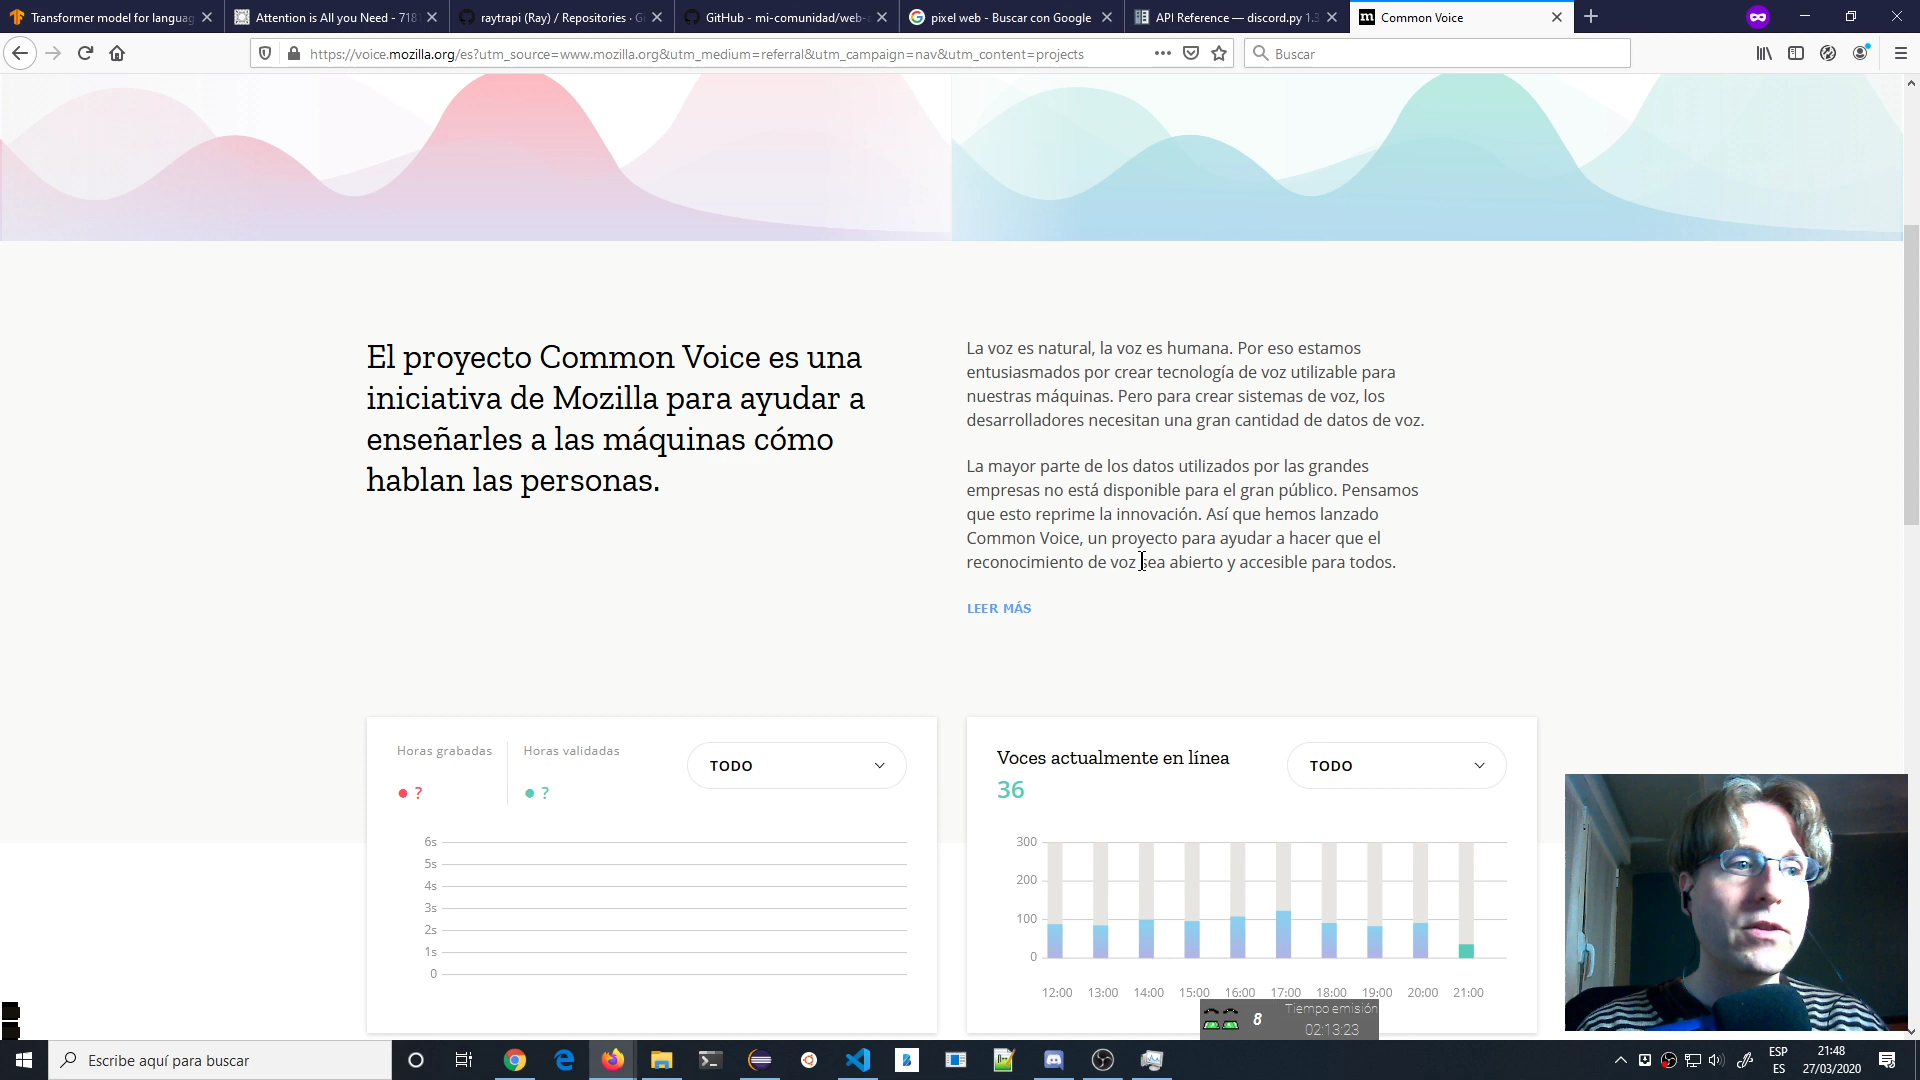 Transformer model for languag
Attention is All you Need - 718
raytrapi (Ray) / Repositories · G
GitHub - mi-comunidad/web-
pixel web - Buscar con Google
API Reference — discord.py 1.3
Common Voice
https://voice.mozilla.org/es?utm_source=www.mozilla.org&utm_medium=referral&utm_campaign=nav&utm_content=projects
Buscar
El proyecto Common Voice es una
iniciativa de Mozilla para ayudar a
enseñarles a las máquinas cómo
hablan las personas.
La voz es natural, la voz es humana. Por eso estamos
entusiasmados por crear tecnología de voz utilizable para
nuestras máquinas. Pero para crear sistemas de voz, los
desarrolladores necesitan una gran cantidad de datos de voz.
La mayor parte de los datos utilizados por las grandes
empresas no está disponible para el gran público. Pensamos
que esto reprime la innovación. Así que hemos lanzado
Common Voice, un proyecto para ayudar a hacer que el
reconocimiento de voz sea abierto y accesible para todos.
LEER MÁS
Horas grabadas
Horas validadas
TODO
? ?
6s
5s
4s
3s
2s
1s
0
Voces actualmente en línea
36
TODO
300
200
100
0
12:00 13:00 14:00 15:00 16:00 17:00 18:00 19:00 20:00 21:00
8
Tiempo emisión
02:13:23
Escribe aquí para buscar
ESP
ES
21:48
27/03/2020